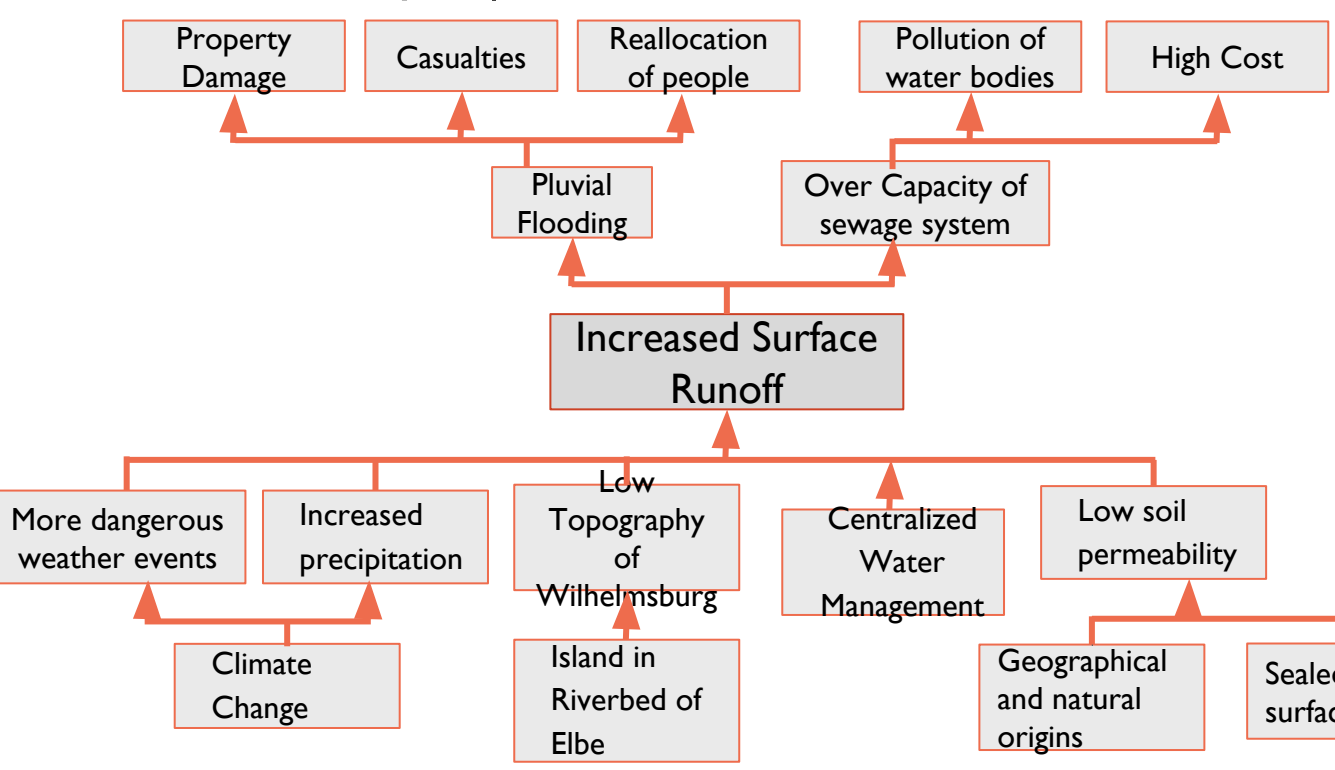 Property
Damage
Casualties
Reallocation
of people
Pollution of
water bodies
High Cost
Pluvial
Flooding
Over Capacity of
sewage system
Increased Surface
Runoff
More dangerous
weather events
Increased
precipitation
Low
Topography
of
Wilhelmsburg
Centralized
Water
Management
Low soil
permeability
Climate
Change
Island in
Riverbed of
Elbe
Geographical
and natural
origins